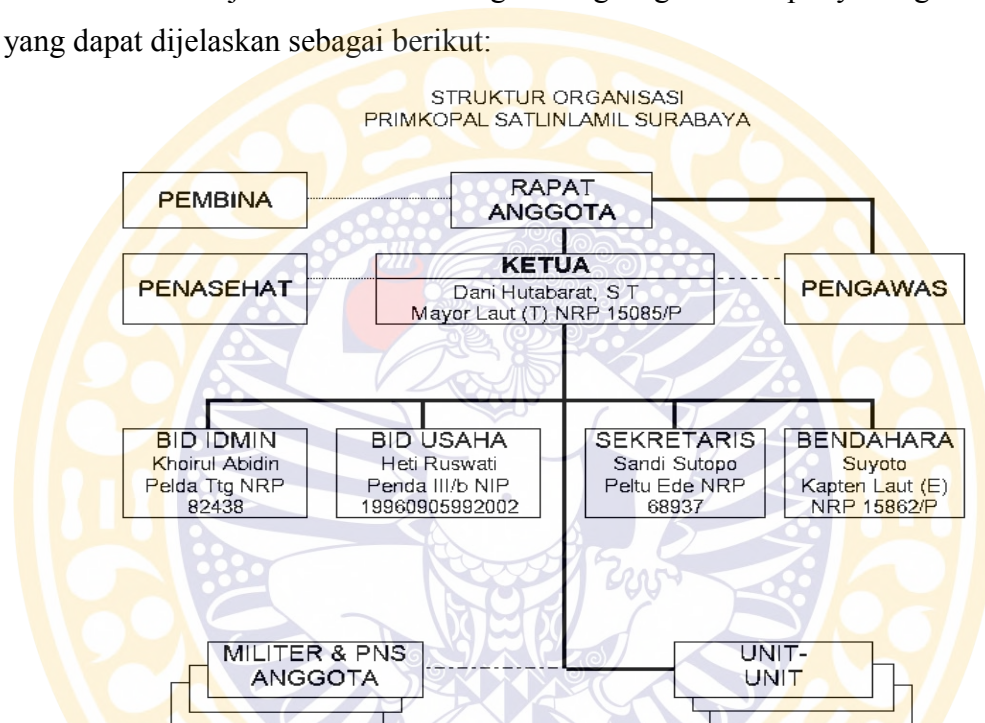 yang dapat dijelaskan sebagai berikut:
STRUKTUR ORGANISASI
PRIMKOPAL SATLINLAMIL SURABAYA
PEMBINA
RAPAT
ANGGOTA
PENASEHAT
KETUA
Dani Hutabarat, S T
Mayor Laut (T) NRP 15085/P
PENGAWAS
BID IDMIN
Khoirul Abidin
Pelda Ttg NRP
82438
BID USAHA
Heti Ruswati
Penda III/b NIP
19960905992002
SEKRETARIS
Sandi Sutopo
Peltu Ede NRP
68937
BENDAHARA
Suyoto
Kapten Laut (E)
NRP 15862/P
MILITER & PNS
ANGGOTA
UNIT-
UNIT